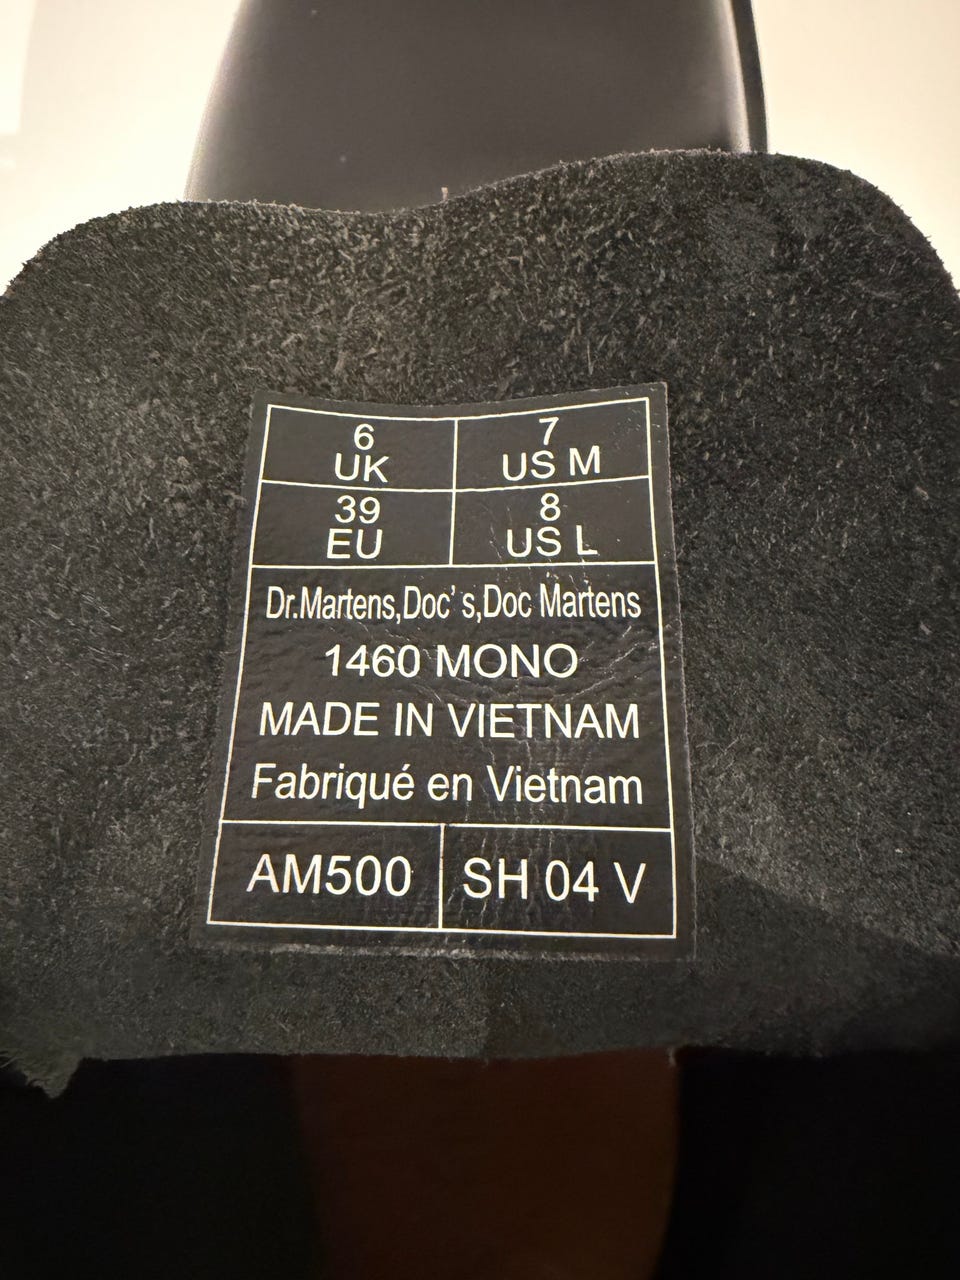 6 UK
7 US M
39 EU
8 US L
Dr.Martens,Doc's,Doc Martens
1460 MONO
MADE IN VIETNAM
Fabriqué en Vietnam
AM500
SH 04 V